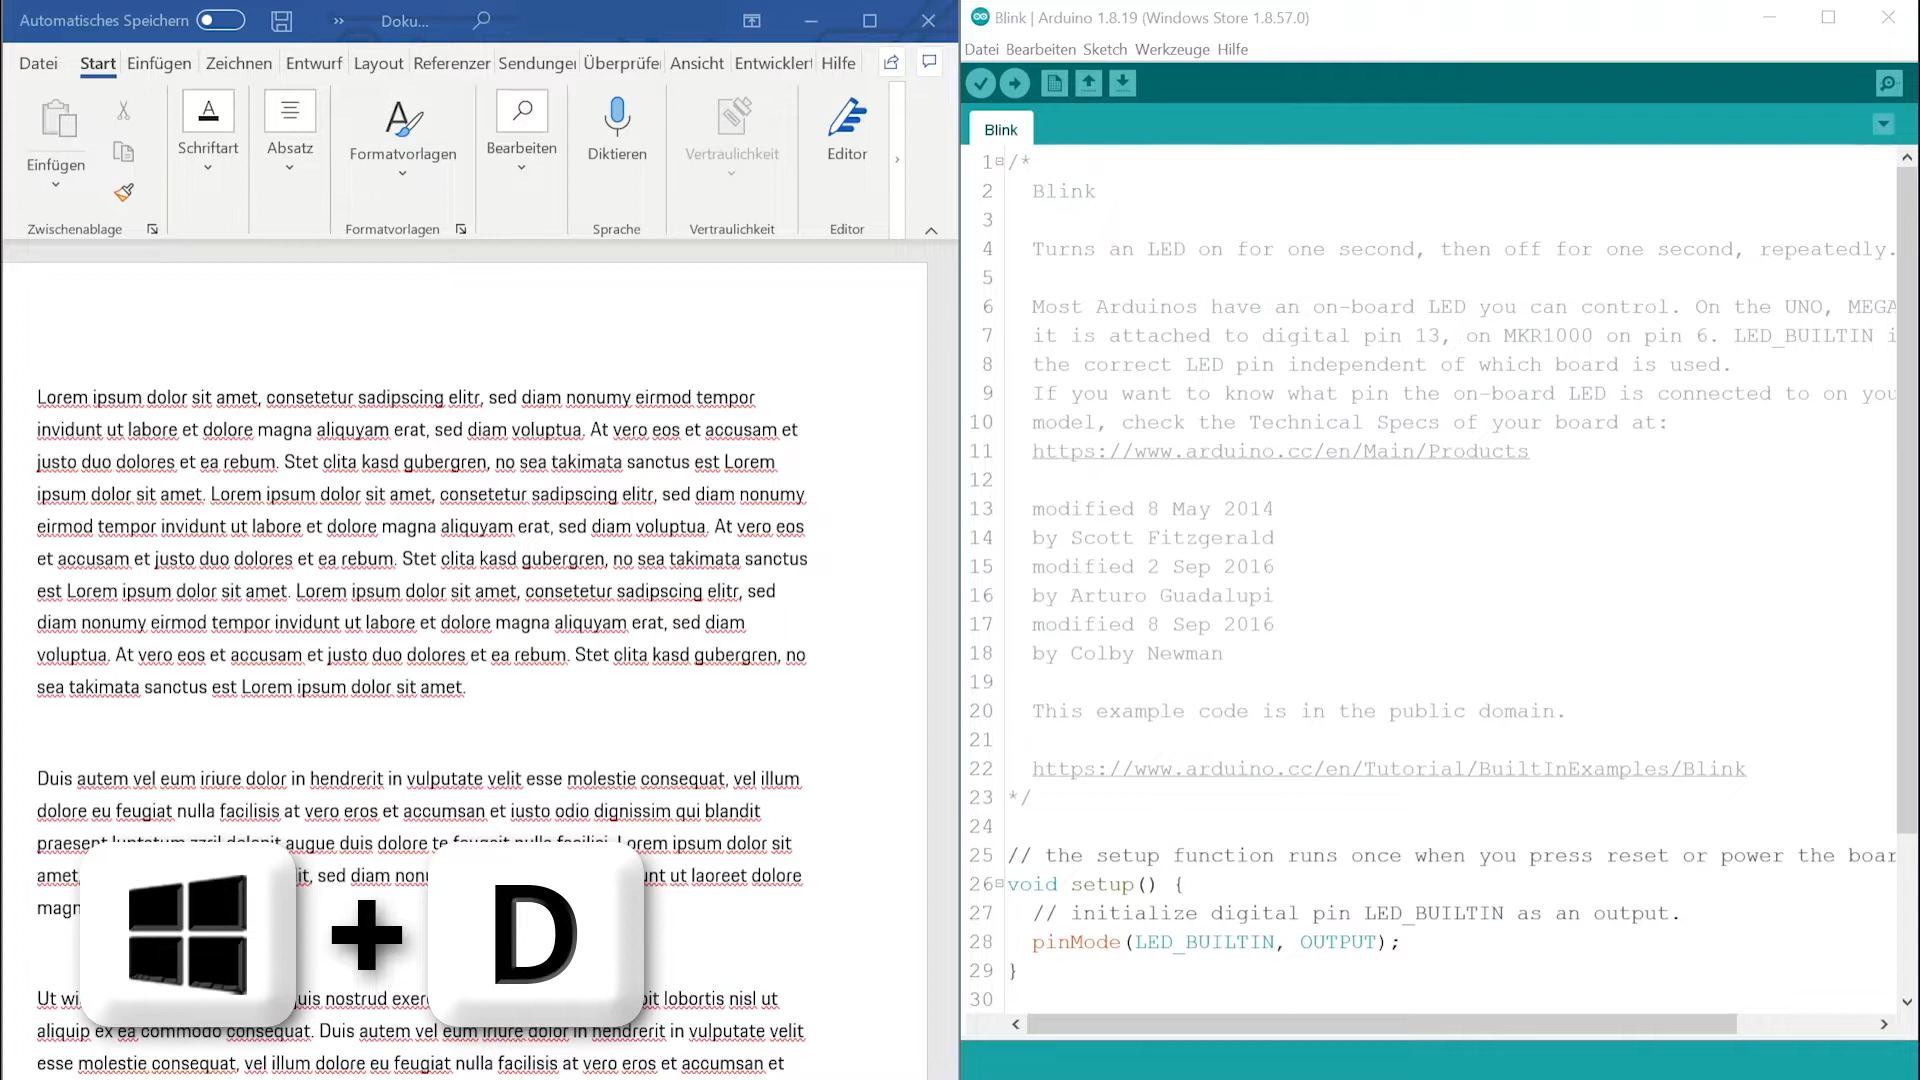 Automatisches Speichern
Doku...
Datei Start Einfügen Zeichnen Entwurf Layout Referenzen Sendungen Überprüfe Ansicht Entwicklert Hilfe
Einfügen
Schriftart
Absatz
Formatvorlagen
Bearbeiten
Diktieren
Vertraulichkeit
Editor
Zwischenablage
Formatvorlagen
Sprache
Vertraulichkeit
Editor
Lorem ipsum dolor sit amet, consetetur sadipscing elitr, sed diam nonumy eirmod tempor
invidunt ut labore et dolore magna aliquyam erat, sed diam voluptua. At vero eos et accusam et
justo duo dolores et ea rebum. Stet clita kasd gubergren, no sea takimata sanctus est Lorem
ipsum dolor sit amet. Lorem ipsum dolor sit amet, consetetur sadipscing elitr, sed diam nonumy
eirmod tempor invidunt ut labore et dolore magna aliquyam erat, sed diam voluptua. At vero eos
et accusam et justo duo dolores et ea rebum. Stet clita kasd gubergren, no sea takimata sanctus
est Lorem ipsum dolor sit amet. Lorem ipsum dolor sit amet, consetetur sadipscing elitr, sed
diam nonumy eirmod tempor invidunt ut labore et dolore magna aliquyam erat, sed diam
voluptua. At vero eos et accusam et justo duo dolores et ea rebum. Stet clita kasd gubergren, no
sea takimata sanctus est Lorem ipsum dolor sit amet.
Duis autem vel eum iriure dolor in hendrerit in vulputate velit esse molestie consequat, vel illum
dolore eu feugiat nulla facilisis at vero eros et accumsan et iusto odio dignissim qui blandit
praesent luptatum zzril delenit augue duis dolore te feugait nulla facilisi. Lorem ipsum dolor sit
amet, sed diam ut laoreet dolore
magn
+ D
Ut wi uis nostrud exer lobortis nisl ut
aliquip ex ea commodo consequat. Duis autem vel eum iriure dolor in hendrerit in vulputate velit
esse molestie consequat, vel illum dolore eu feugiat nulla facilisis at vero eros et accumsan et
Blink | Arduino 1.8.19 (Windows Store 1.8.57.0)
Datei Bearbeiten Sketch Werkzeuge Hilfe
Blink
1 /*
2 Blink
3
4 Turns an LED on for one second, then off for one second, repeatedly.
5
6 Most Arduinos have an on-board LED you can control. On the UNO, MEGA
7 it is attached to digital pin 13, on MKR1000 on pin 6. LED_BUILTIN i
8 the correct LED pin independent of which board is used.
9 If you want to know what pin the on-board LED is connected to on you
10 model, check the Technical Specs of your board at:
11 https://www.arduino.cc/en/Main/Products
12
13 modified 8 May 2014
14 by Scott Fitzgerald
15 modified 2 Sep 2016
16 by Arturo Guadalupi
17 modified 8 Sep 2016
18 by Colby Newman
19
20 This example code is in the public domain.
21
22 https://www.arduino.cc/en/Tutorial/BuiltInExamples/Blink
23 */
24
25 // the setup function runs once when you press reset or power the boar
26 void setup() {
27 // initialize digital pin LED_BUILTIN as an output.
28 pinMode(LED_BUILTIN, OUTPUT);
29 }
30